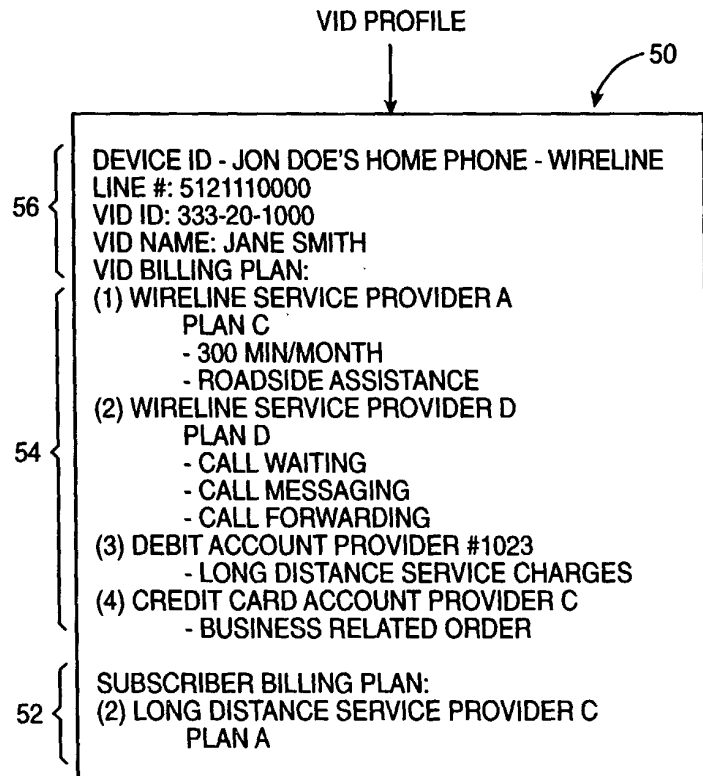 VID PROFILE
50
56
DEVICE ID - JON DOE'S HOME PHONE - WIRELINE
LINE #: 5121110000
VID ID: 333-20-1000
VID NAME: JANE SMITH
VID BILLING PLAN:
54
(1) WIRELINE SERVICE PROVIDER A
PLAN C
- 300 MIN/MONTH
- ROADSIDE ASSISTANCE
(2) WIRELINE SERVICE PROVIDER D
PLAN D
- CALL WAITING
- CALL MESSAGING
- CALL FORWARDING
(3) DEBIT ACCOUNT PROVIDER #1023
- LONG DISTANCE SERVICE CHARGES
(4) CREDIT CARD ACCOUNT PROVIDER C
- BUSINESS RELATED ORDER
52
SUBSCRIBER BILLING PLAN:
(2) LONG DISTANCE SERVICE PROVIDER C
PLAN A